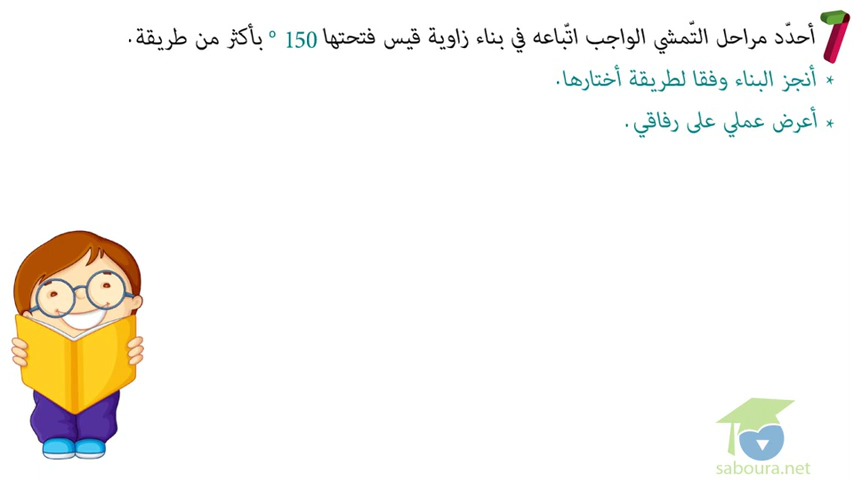 7 أحدّد مراحل التّمشي الواجب اتّباعه في بناء زاوية قيس فتحتها 150 ° بأكثر من طريقة.
* أنجز البناء وفقا لطريقة أختارها.
* أعرض عملي على رفاقي.
saboura.net